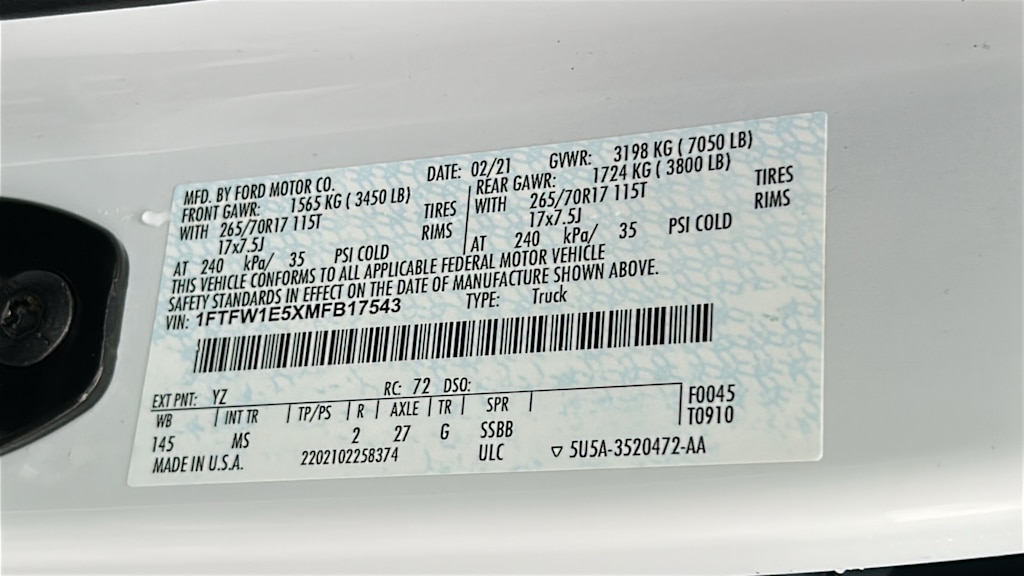 MFD. BY FORD MOTOR CO. DATE: 02/21 GVWR: 3198 KG ( 7050 LB)
FRONT GAWR: 1565 KG ( 3450 LB) REAR GAWR: 1724 KG ( 3800 LB)
WITH 265/70R17 115T TIRES WITH 265/70R17 115T TIRES
17x7.5J RIMS 17x7.5J RIMS
AT 240 kPa/ 35 PSI COLD AT 240 kPa/ 35 PSI COLD
THIS VEHICLE CONFORMS TO ALL APPLICABLE FEDERAL MOTOR VEHICLE
SAFETY STANDARDS IN EFFECT ON THE DATE OF MANUFACTURE SHOWN ABOVE.
VIN: 1FTFW1E5XMFB17543 TYPE: Truck
EXT PNT: YZ RC: 72 DSO: F0045
WB INT TR TP/PS R AXLE TR SPR T0910
145 MS 2 27 G SSBB
MADE IN U.S.A. 2202102258374 ULC ▽ 5U5A-3520472-AA